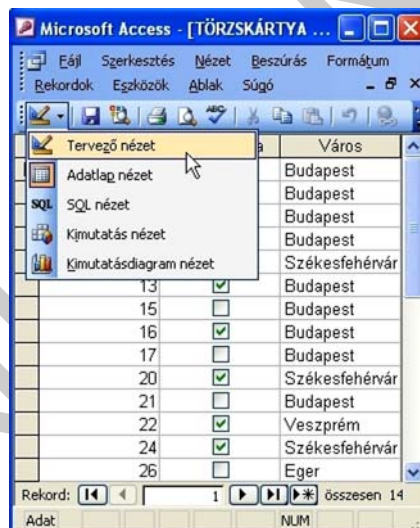 Microsoft Access - [TÖRZSKÁRTYA ...
Fájl Szerkesztés Nézet Beszúrás Formátum
Rekordok Eszközök Ablak Súgó
Tervező nézet
Adatlap nézet
SQL SQL nézet
Kimutatás nézet
Kimutatásdiagram nézet
a Város
Budapest
Budapest
Budapest
Budapest
Székesfehérvár
13 Budapest
15 Budapest
16 Budapest
17 Budapest
20 Székesfehérvár
21 Budapest
22 Veszprém
24 Székesfehérvár
26 Eger
Rekord: 1 összesen 14
Adat NUM